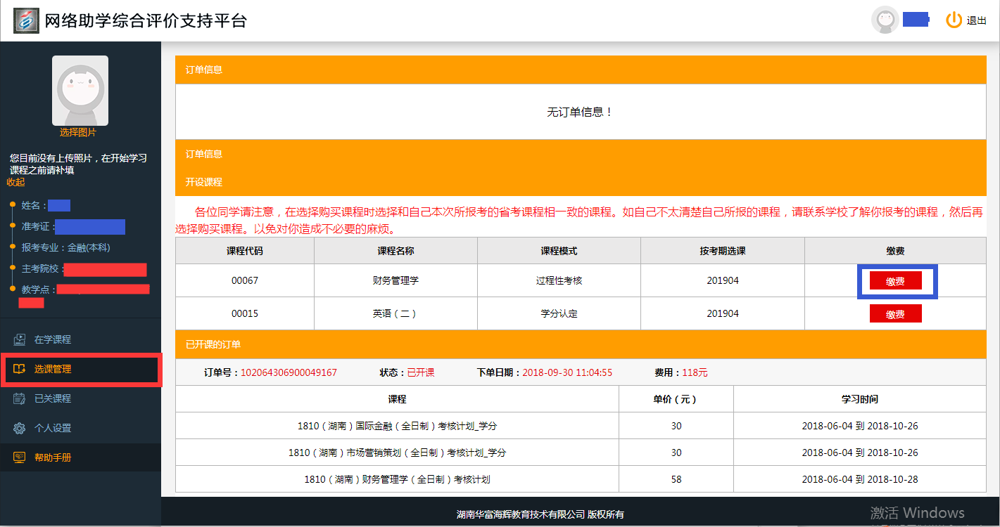 网络助学综合评价支持平台
退出
选择图片
您目前没有上传照片，在开始学习
课程之前请补填
收起
姓名：
准考证：
报考专业：金融(本科)
主考院校：
教学点：
在学课程
选课管理
已关课程
个人设置
帮助手册
订单信息
无订单信息！
订单信息
开设课程
各位同学请注意，在选择购买课程时选择和自己本次所报考的省考课程相一致的课程。如自己不太清楚自己所报的课程，请联系学校了解你报考的课程，然后再
选择购买课程。以免对你造成不必要的麻烦。
课程代码 课程名称 课程模式 按考期选课 缴费
00067 财务管理学 过程性考核 201904 缴费
00015 英语（二） 学分认定 201904 缴费
已开课的订单
订单号：102064306900049167 状态：已开课 下单日期：2018-09-30 11:04:55 费用：118元
课程 单价（元） 学习时间
1810（湖南）国际金融（全日制）考核计划_学分 30 2018-06-04 到 2018-10-26
1810（湖南）市场营销策划（全日制）考核计划_学分 30 2018-06-04 到 2018-10-26
1810（湖南）财务管理学（全日制）考核计划 58 2018-06-04 到 2018-10-28
湖南华富海辉教育技术有限公司 版权所有
激活 Windows